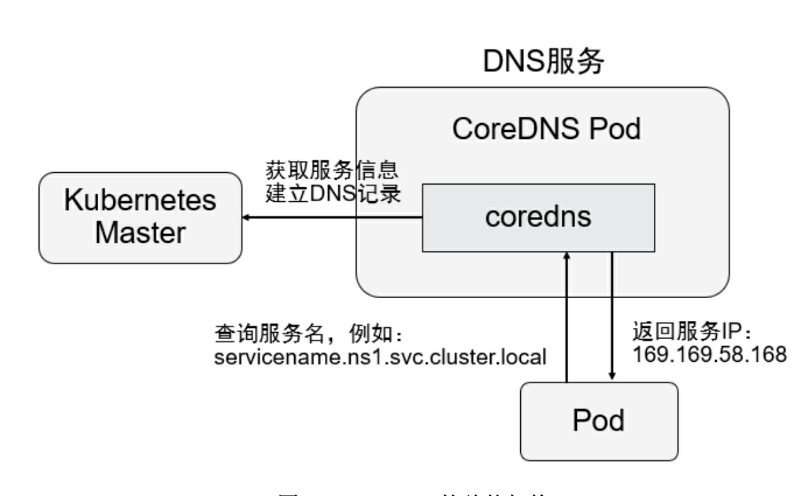 DNS服务
CoreDNS Pod
获取服务信息
建立DNS记录
Kubernetes
Master
coredns
查询服务名，例如：
servicename.ns1.svc.cluster.local
返回服务IP：
169.169.58.168
Pod